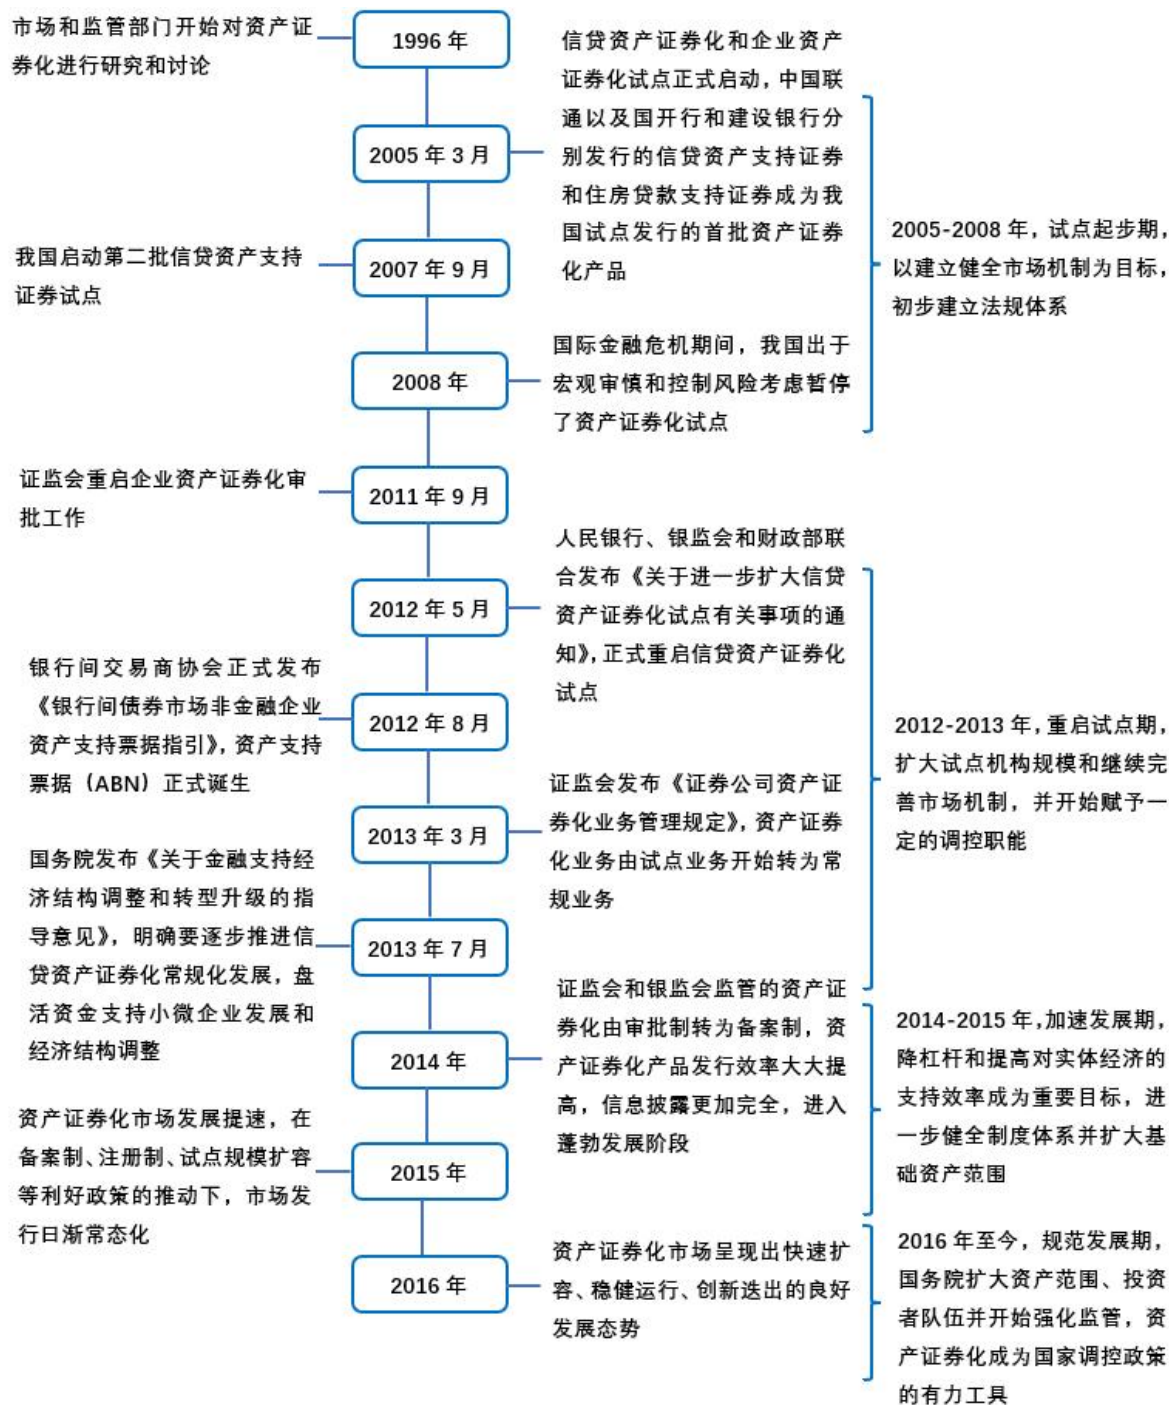 市场和监管部门开始对资产证
券化进行研究和讨论
1996 年
信贷资产证券化和企业资产
证券化试点正式启动，中国联
通以及国开行和建设银行分
别发行的信贷资产支持证券
和住房贷款支持证券成为我
国试点发行的首批资产证券
化产品
2005 年 3 月
我国启动第二批信贷资产支持
证券试点
2007 年 9 月
国际金融危机期间，我国出于
宏观审慎和控制风险考虑暂停
了资产证券化试点
2008 年
2005-2008 年，试点起步期，
以建立健全市场机制为目标，
初步建立法规体系
证监会重启企业资产证券化审
批工作
2011 年 9 月
人民银行、银监会和财政部联
合发布《关于进一步扩大信贷
资产证券化试点有关事项的通
知》，正式重启信贷资产证券化
试点
2012 年 5 月
银行间交易商协会正式发布
《银行间债券市场非金融企业
资产支持票据指引》，资产支持
票据（ABN）正式诞生
2012 年 8 月
证监会发布《证券公司资产证
券化业务管理规定》，资产证券
化业务由试点业务开始转为常
规业务
2013 年 3 月
国务院发布《关于金融支持经
济结构调整和转型升级的指
导意见》，明确要逐步推进信
贷资产证券化常规化发展，盘
活资金支持小微企业发展和
经济结构调整
2013 年 7 月
2012-2013 年，重启试点期，
扩大试点机构规模和继续完
善市场机制，并开始赋予一
定的调控职能
证监会和银监会监管的资产证
券化由审批制转为备案制，资
产证券化产品发行效率大大提
高，信息披露更加完全，进入
蓬勃发展阶段
2014 年
资产证券化市场发展提速，在
备案制、注册制、试点规模扩容
等利好政策的推动下，市场发
行日渐常态化
2015 年
2014-2015 年，加速发展期，
降杠杆和提高对实体经济的
支持效率成为重要目标，进
一步健全制度体系并扩大基
础资产范围
资产证券化市场呈现出快速扩
容、稳健运行、创新迭出的良好
发展态势
2016 年
2016 年至今，规范发展期，
国务院扩大资产范围、投资
者队伍并开始强化监管，资
产证券化成为国家调控政策
的有力工具